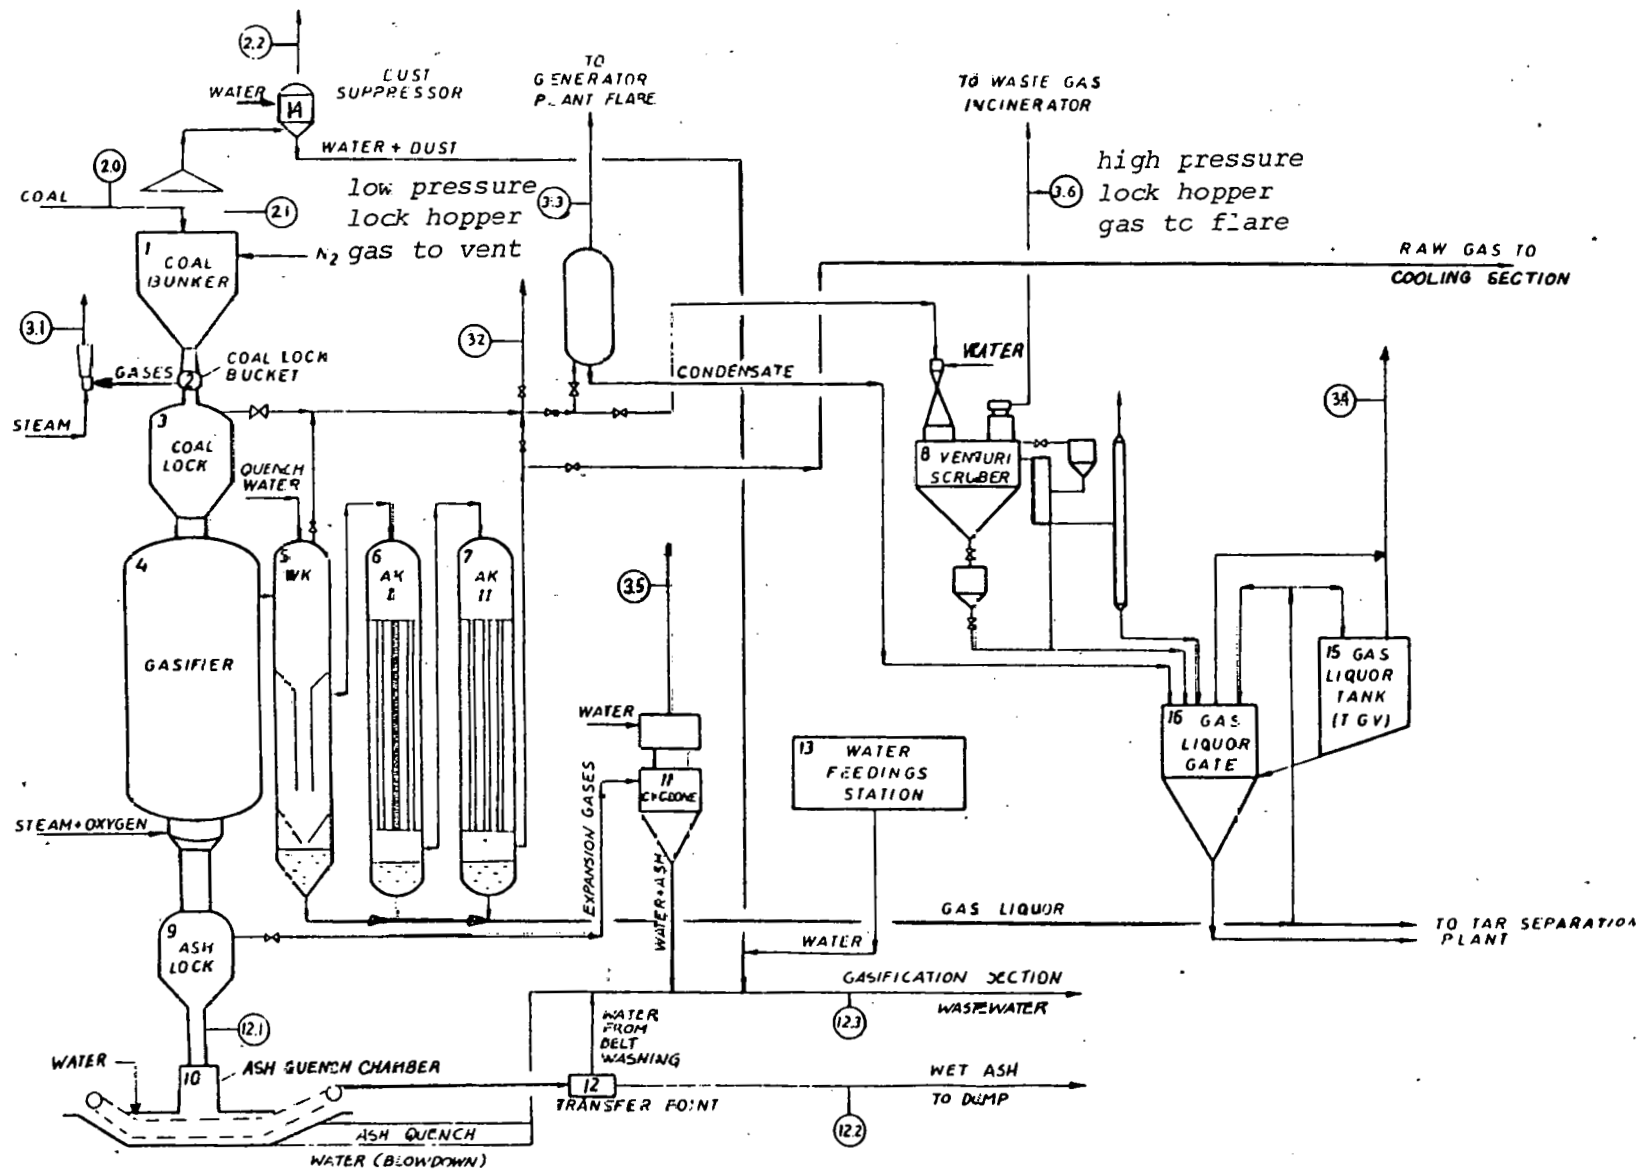 2.2
DUST
SUPPRESSOR
WATER
14
TO
GENERATOR
PLANT FLARE
TO WASTE GAS
INCINERATOR
WATER + DUST
2.0
COAL
2.1
low pressure
lock hopper
gas to vent
3.3
3.6
high pressure
lock hopper
gas to flare
RAW GAS TO
COOLING SECTION
1
COAL
BUNKER
N2
3.1
GASES
2
COAL LOCK
BUCKET
STEAM
3
COAL
LOCK
3.2
CONDENSATE
WATER
8 VENTURI
SCRUBER
3.4
QUENCH
WATER
4
GASIFIER
5
WK
6
AK
I
7
AK
II
3.5
WATER
11
CYCLONE
EXPANSION GASES
WATER+ASH
13 WATER
FEEDINGS
STATION
15 GAS
LIQUOR
TANK
(TGV)
16 GAS
LIQUOR
GATE
STEAM+OXYGEN
9
ASH
LOCK
GAS LIQUOR
TO TAR SEPARATION
PLANT
WATER
GASIFICATION SECTION
WASTEWATER
12.3
12.1
WATER
FROM
BELT
WASHING
WATER
10
ASH QUENCH CHAMBER
12
TRANSFER POINT
WET ASH
TO DUMP
12.2
ASH QUENCH
WATER (BLOWDOWN)